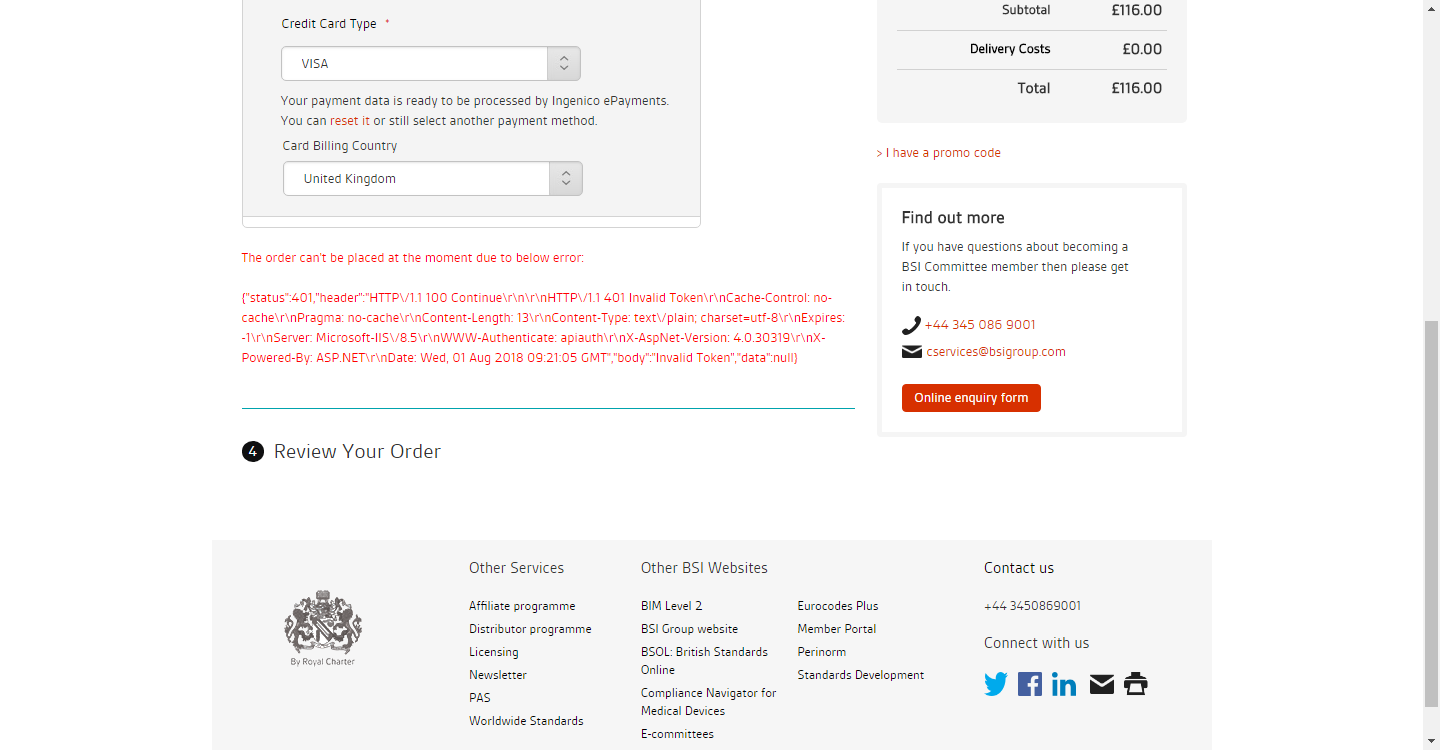 Credit Card Type *
VISA
Your payment data is ready to be processed by Ingenico ePayments.
You can reset it or still select another payment method.
Card Billing Country
United Kingdom
The order can't be placed at the moment due to below error:
{"status":401,"header":"HTTP\/1.1 100 Continue\r\n\r\nHTTP\/1.1 401 Invalid Token\r\nCache-Control: no-
cache\r\nPragma: no-cache\r\nContent-Length: 13\r\nContent-Type: text\/plain; charset=utf-8\r\nExpires:
-1\r\nServer: Microsoft-IIS\/8.5\r\nWWW-Authenticate: apiauth\r\nX-AspNet-Version: 4.0.30319\r\nX-
Powered-By: ASP.NET\r\nDate: Wed, 01 Aug 2018 09:21:05 GMT","body":"Invalid Token","data":null}
4 Review Your Order
Subtotal £116.00
Delivery Costs £0.00
Total £116.00
> I have a promo code
Find out more
If you have questions about becoming a
BSI Committee member then please get
in touch.
+44 345 086 9001
cservices@bsigroup.com
Online enquiry form
By Royal Charter
Other Services
Affiliate programme
Distributor programme
Licensing
Newsletter
PAS
Worldwide Standards
Other BSI Websites
BIM Level 2
BSI Group website
BSOL: British Standards
Online
Compliance Navigator for
Medical Devices
E-committees
Eurocodes Plus
Member Portal
Perinorm
Standards Development
Contact us
+44 3450869001
Connect with us